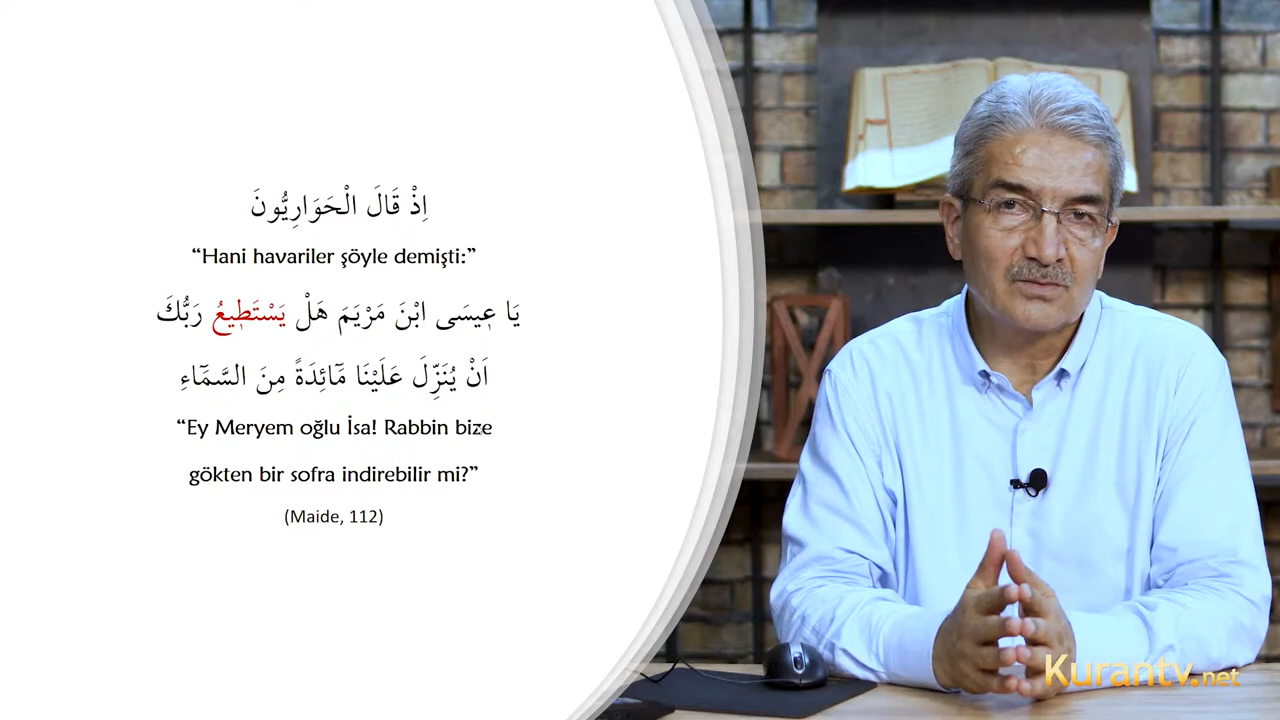 اِذْ قَالَ الْحَوَارِيُّونَ
“Hani havariler şöyle demişti:”
يَا عٖيسَى ابْنَ مَرْيَمَ هَلْ يَسْتَطٖيعُ رَبُّكَ
اَنْ يُنَزِّلَ عَلَيْنَا مَٓائِدَةً مِنَ السَّمَٓاءِ
“Ey Meryem oğlu İsa! Rabbin bize
gökten bir sofra indirebilir mi?”
(Maide, 112)
Kurantv.net